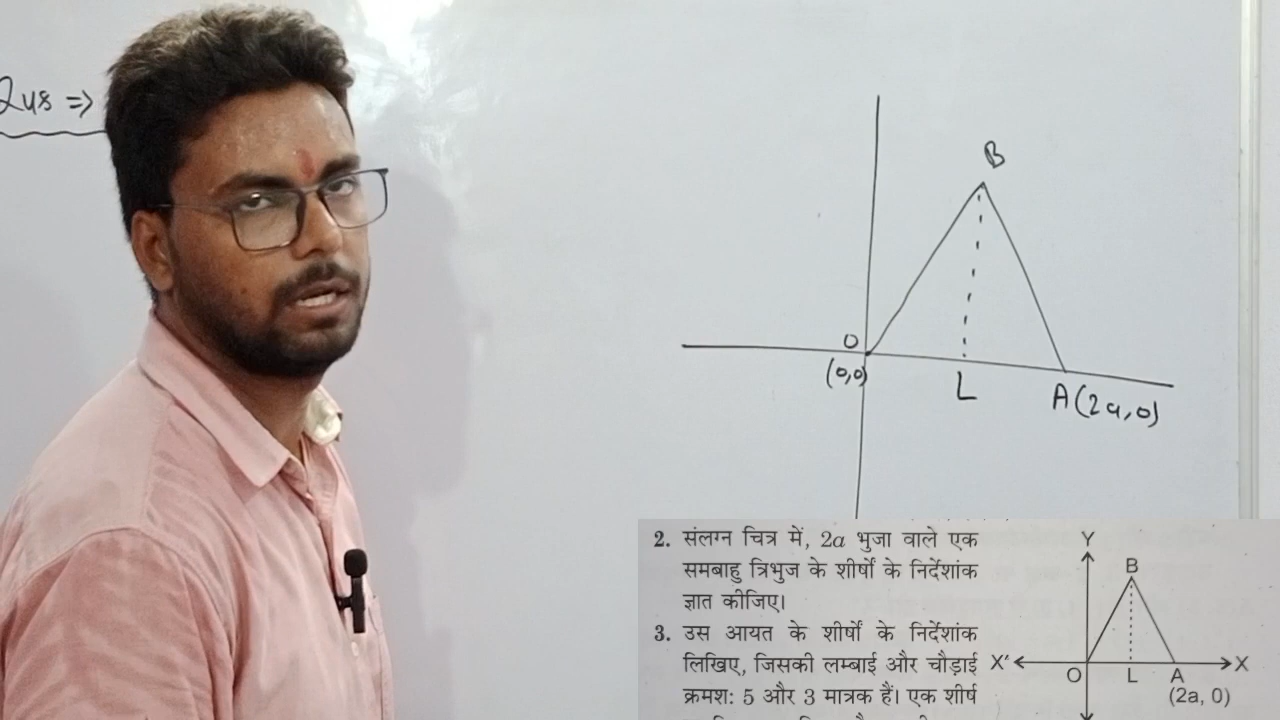 Qus =>
B
O
(0,0)
L
A(2a,0)
2. संलग्न चित्र में, 2a भुजा वाले एक
समबाहु त्रिभुज के शीर्षों के निर्देशांक
ज्ञात कीजिए।
3. उस आयत के शीर्षों के निर्देशांक
लिखिए, जिसकी लम्बाई और चौड़ाई
क्रमश: 5 और 3 मात्रक हैं। एक शीर्ष
Y
B
X' X
O L A
(2a, 0)